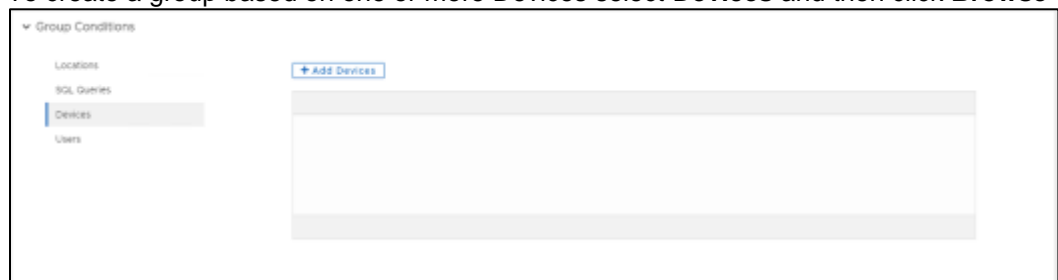 To create a group based on one or more Devices select Devices and then click Browse
Group Conditions
Locations
SQL Queries
Devices
Users
+ Add Devices